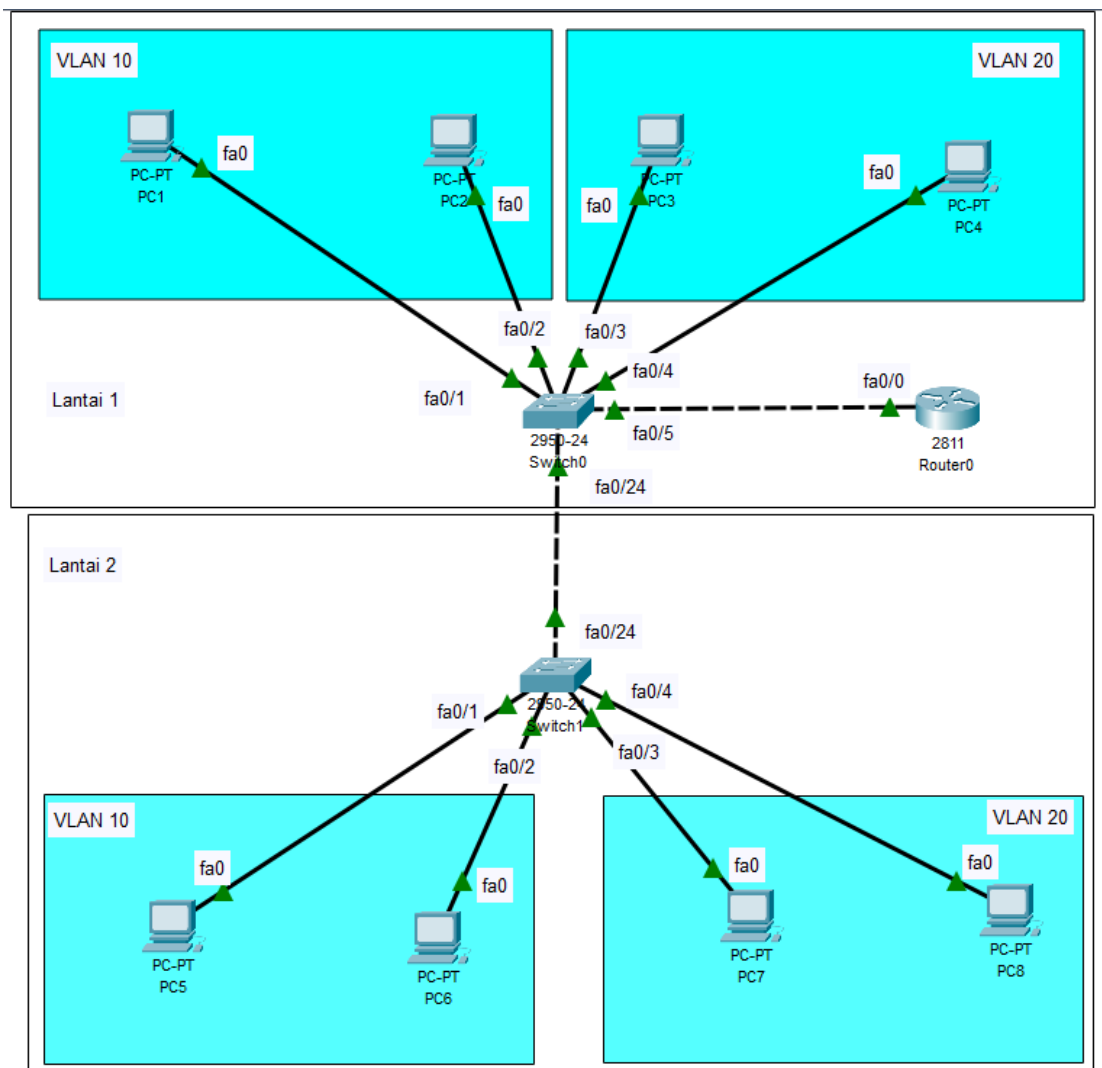 VLAN 10
VLAN 20
fa0
PC-PT
PC1
PC-PT
PC2
fa0
fa0
PC-PT
PC3
fa0
PC-PT
PC4
fa0/2
fa0/3
fa0/4
fa0/1
Lantai 1
fa0/5
fa0/0
2950-24
Switch0
2811
Router0
fa0/24
Lantai 2
fa0/24
2950-24
Switch1
fa0/1
fa0/4
fa0/2
fa0/3
VLAN 10
VLAN 20
fa0
PC-PT
PC5
fa0
PC-PT
PC6
fa0
PC-PT
PC7
fa0
PC-PT
PC8